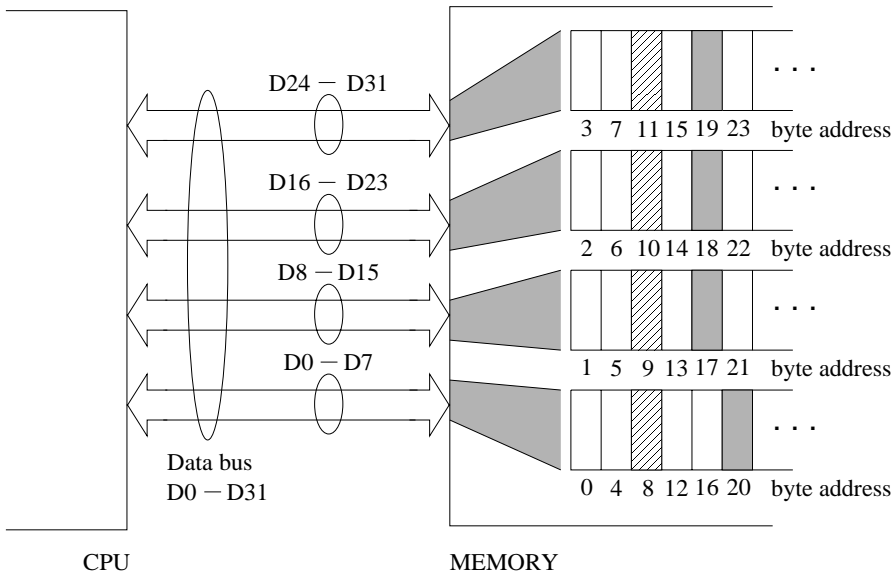 D24 − D31
3 7 11 15 19 23 byte address
. . .
D16 − D23
2 6 10 14 18 22 byte address
. . .
D8 − D15
1 5 9 13 17 21 byte address
. . .
D0 − D7
0 4 8 12 16 20 byte address
. . .
Data bus
D0 − D31
CPU
MEMORY